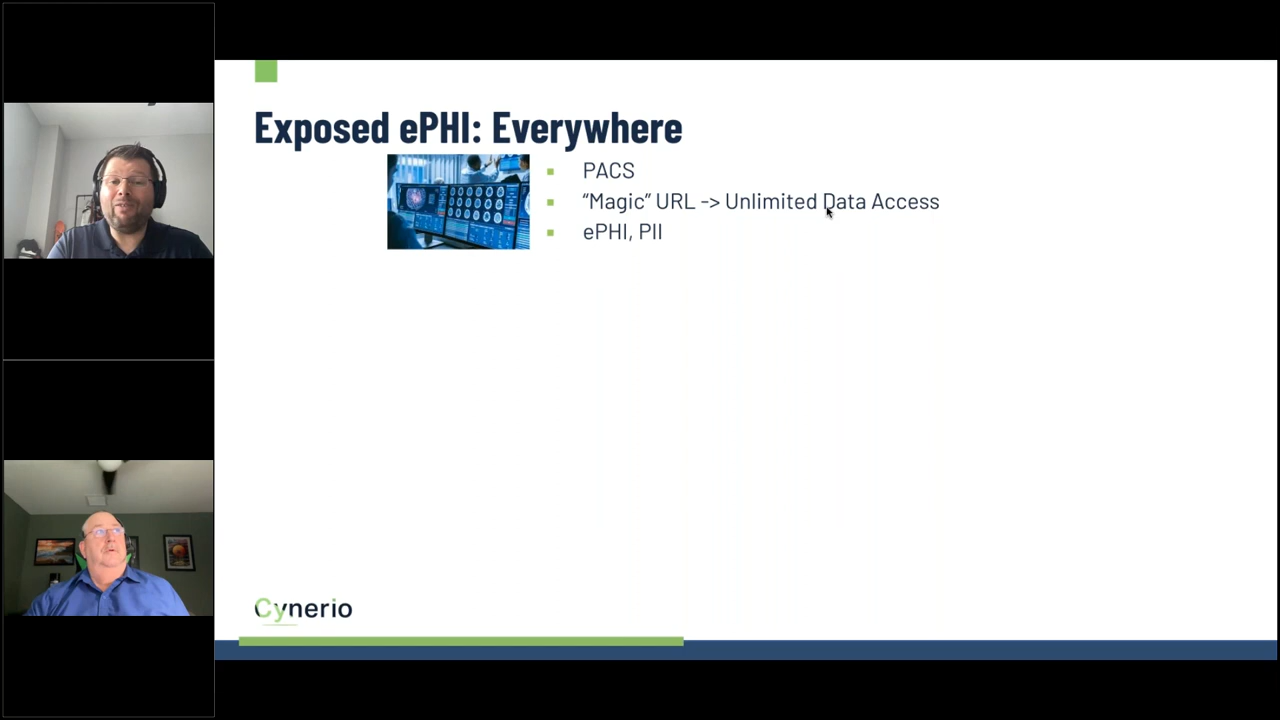 Exposed ePHI: Everywhere
PACS
“Magic” URL -> Unlimited Data Access
ePHI, PII
Cynerio